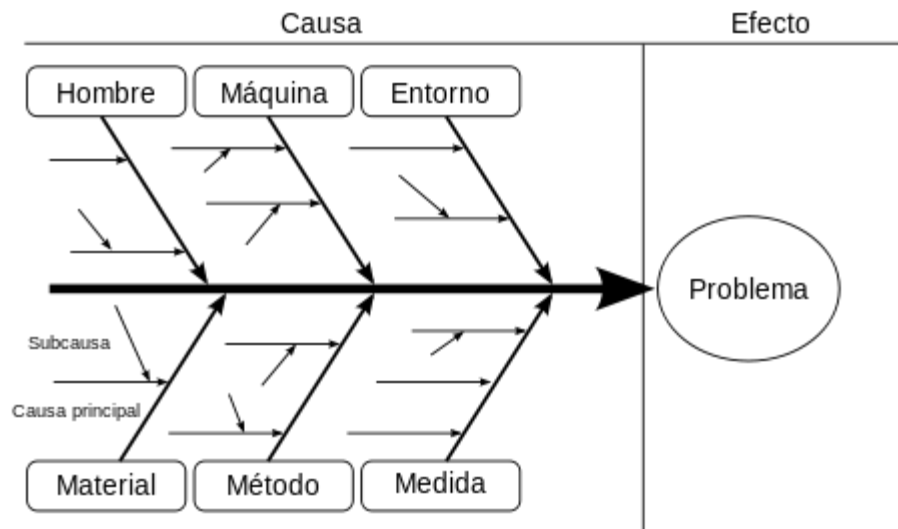 Causa
Efecto
Hombre
Máquina
Entorno
Problema
Subcausa
Causa principal
Material
Método
Medida